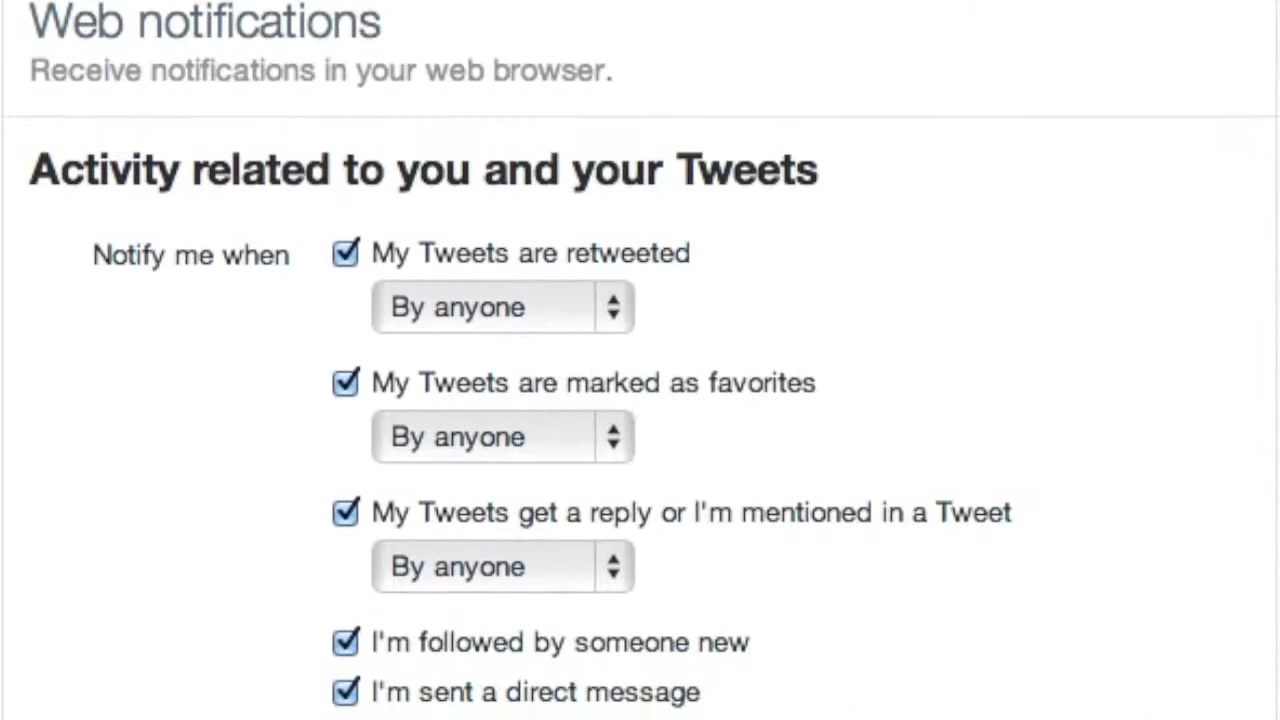 Web notifications
Receive notifications in your web browser.
Activity related to you and your Tweets
Notify me when My Tweets are retweeted
By anyone
My Tweets are marked as favorites
By anyone
My Tweets get a reply or I'm mentioned in a Tweet
By anyone
I'm followed by someone new
I'm sent a direct message